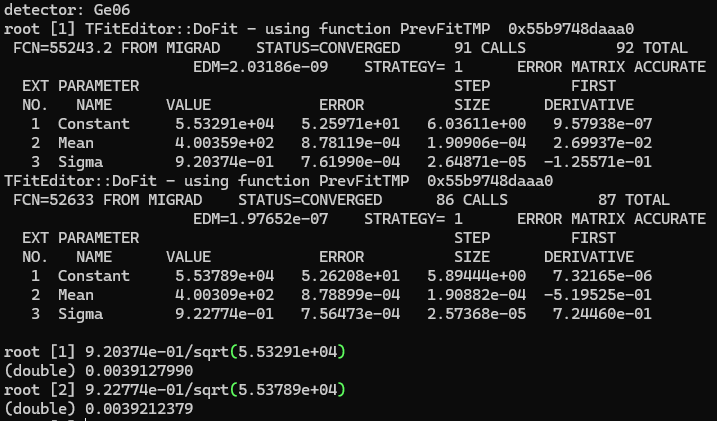 detector: Ge06
root [1] TFitEditor::DoFit - using function PrevFitTMP 0x55b9748daaa0
FCN=55243.2 FROM MIGRAD STATUS=CONVERGED 91 CALLS 92 TOTAL
EDM=2.03186e-09 STRATEGY= 1 ERROR MATRIX ACCURATE
EXT PARAMETER STEP FIRST
NO. NAME VALUE ERROR SIZE DERIVATIVE
1 Constant 5.53291e+04 5.25971e+01 6.03611e+00 9.57938e-07
2 Mean 4.00359e+02 8.78119e-04 1.90906e-04 2.69937e-02
3 Sigma 9.20374e-01 7.61990e-04 2.64871e-05 -1.25571e-01
TFitEditor::DoFit - using function PrevFitTMP 0x55b9748daaa0
FCN=52633 FROM MIGRAD STATUS=CONVERGED 86 CALLS 87 TOTAL
EDM=1.97652e-07 STRATEGY= 1 ERROR MATRIX ACCURATE
EXT PARAMETER STEP FIRST
NO. NAME VALUE ERROR SIZE DERIVATIVE
1 Constant 5.53789e+04 5.26208e+01 5.89444e+00 7.32165e-06
2 Mean 4.00309e+02 8.78899e-04 1.90882e-04 -5.19525e-01
3 Sigma 9.22774e-01 7.56473e-04 2.57368e-05 7.24460e-01
root [1] 9.20374e-01/sqrt(5.53291e+04)
(double) 0.0039127990
root [2] 9.22774e-01/sqrt(5.53789e+04)
(double) 0.0039212379